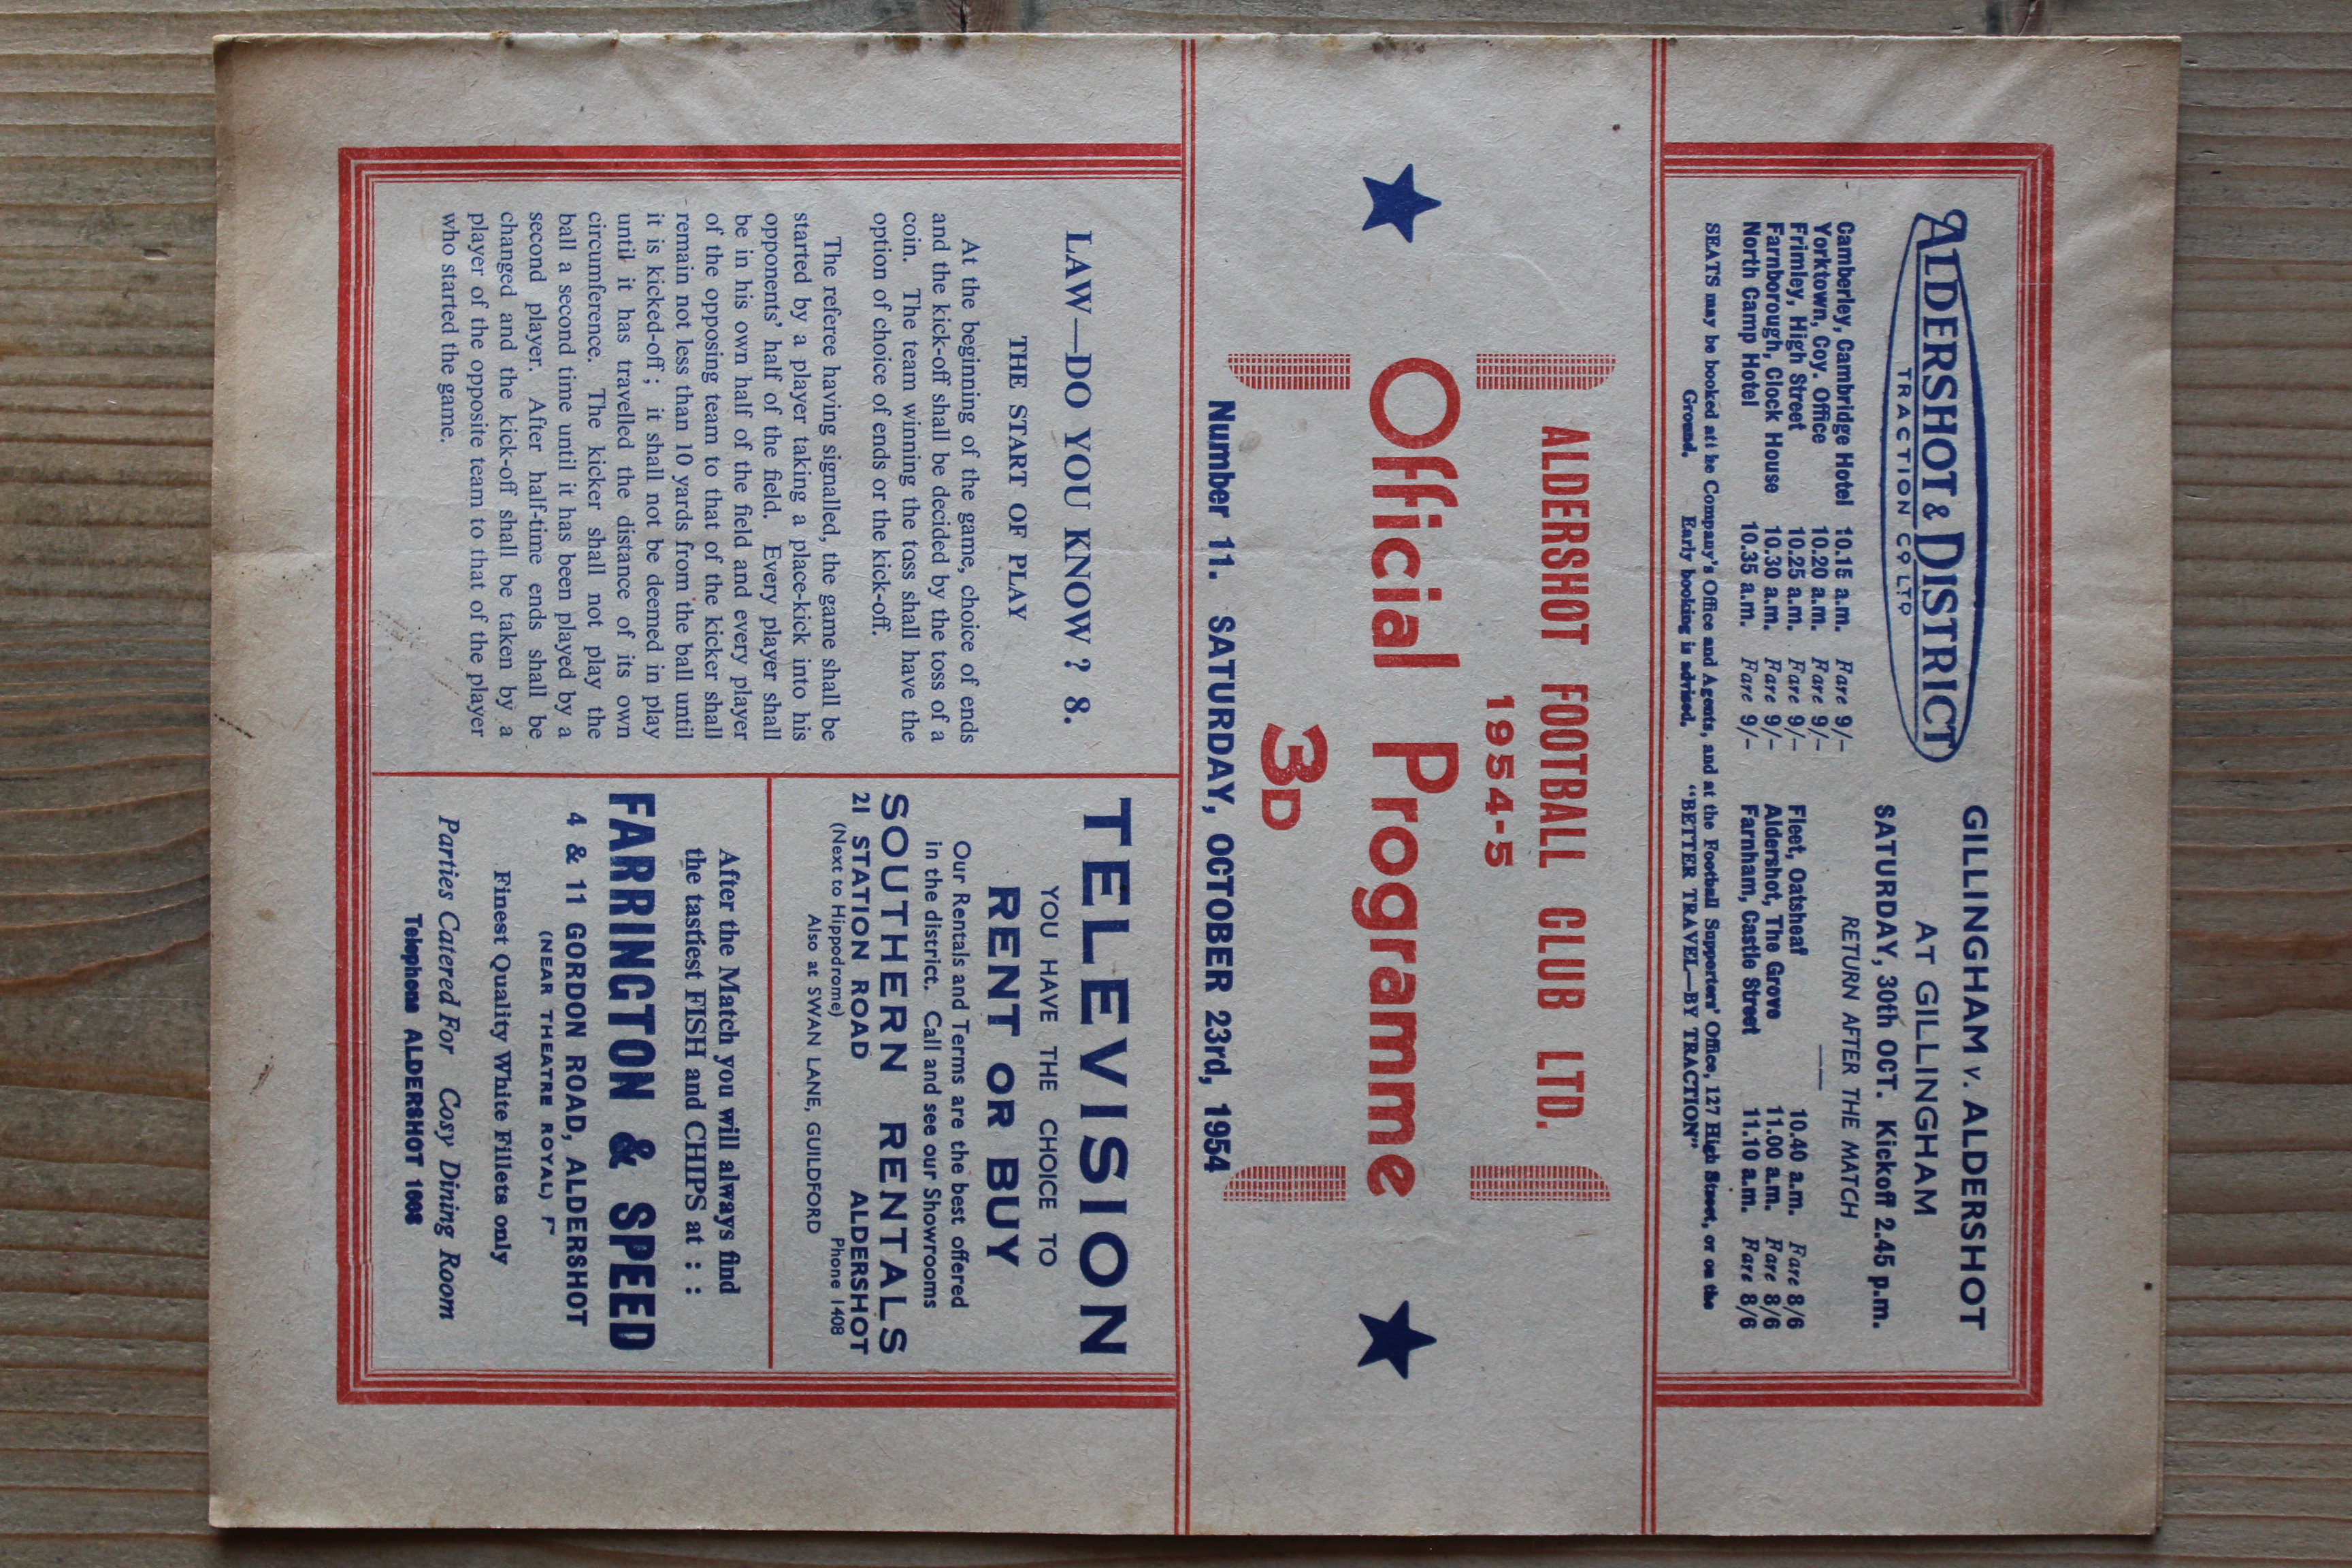 ALDERSHOT & DISTRICT
TRACTION CO LTD
GILLINGHAM v. ALDERSHOT
AT GILLINGHAM
SATURDAY, 30th OCT. Kickoff 2.45 p.m.
RETURN AFTER THE MATCH
Camberley, Cambridge Hotel 10.15 a.m. Fare 9/-
Yorktown, Coy. Office 10.20 a.m. Fare 9/-
Frimley, High Street 10.25 a.m. Fare 9/-
Farnborough, Clock House 10.30 a.m. Fare 9/-
North Camp Hotel 10.35 a.m. Fare 9/-
Fleet, Oatsheaf 10.40 a.m. Fare 8/6
Aldershot, The Grove 11.00 a.m. Fare 8/6
Farnham, Castle Street 11.10 a.m. Fare 8/6
SEATS may be booked att he Company's Office and Agents, and at the Football Supporters' Office, 127 High Street, or on the
Ground. Early booking is advised. "BETTER TRAVEL—BY TRACTION"
ALDERSHOT FOOTBALL CLUB LTD.
1954-5
Official Programme
3D
Number 11. SATURDAY, OCTOBER 23rd, 1954
LAW—DO YOU KNOW ? 8.
THE START OF PLAY
At the beginning of the game, choice of ends
and the kick-off shall be decided by the toss of a
coin. The team winning the toss shall have the
option of choice of ends or the kick-off.
The referee having signalled, the game shall be
started by a player taking a place-kick into his
opponents' half of the field. Every player shall
be in his own half of the field and every player
of the opposing team to that of the kicker shall
remain not less than 10 yards from the ball until
it is kicked-off ; it shall not be deemed in play
until it has travelled the distance of its own
circumference. The kicker shall not play the
ball a second time until it has been played by a
second player. After half-time ends shall be
changed and the kick-off shall be taken by a
player of the opposite team to that of the player
who started the game.
TELEVISION
YOU HAVE THE CHOICE TO
RENT OR BUY
Our Rentals and Terms are the best offered
in the district. Call and see our Showrooms
SOUTHERN RENTALS
21 STATION ROAD ALDERSHOT
(Next to Hippodrome) Phone 1408
Also at SWAN LANE, GUILDFORD
After the Match you will always find
the tastiest FISH and CHIPS at : :
FARRINGTON & SPEED
4 & 11 GORDON ROAD, ALDERSHOT
(NEAR THEATRE ROYAL)
Finest Quality White Fillets only
Parties Catered For Cosy Dining Room
Telephone ALDERSHOT